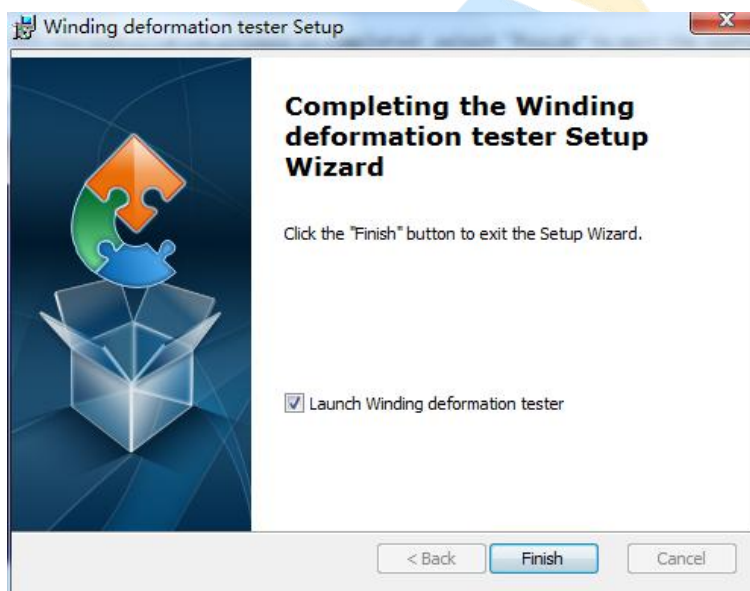 Winding deformation tester Setup
Completing the Winding
deformation tester Setup
Wizard
Click the "Finish" button to exit the Setup Wizard.
Launch Winding deformation tester
< Back
Finish
Cancel